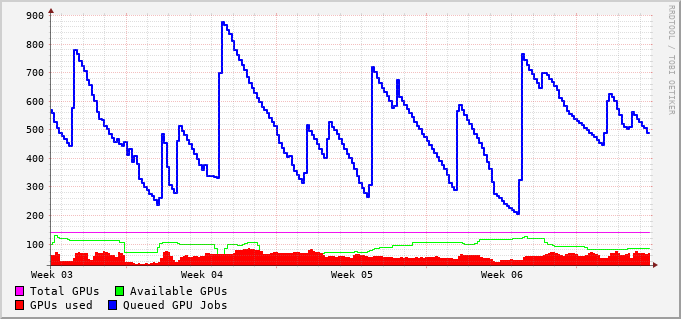 900
800
700
600
500
400
300
200
100
Week 03 Week 04 Week 05 Week 06
RRDTOOL / TOBI OETIKER
Total GPUs Available GPUs
GPUs used Queued GPU Jobs